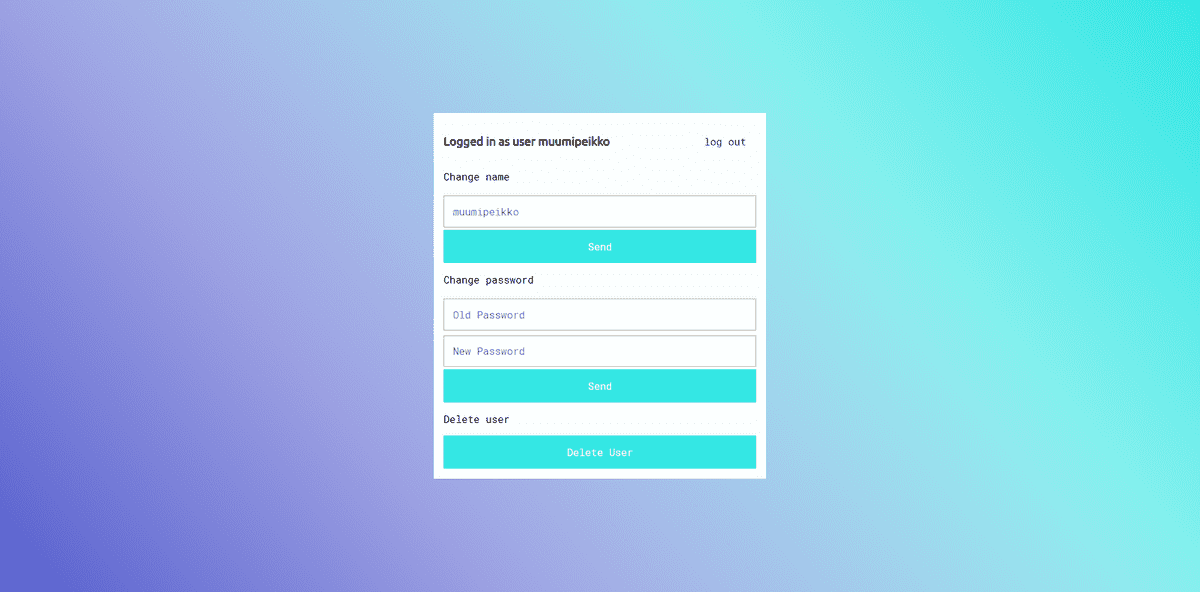 Logged in as user muumipeikko log out
Change name
muumipeikko
Send
Change password
Old Password
New Password
Send
Delete user
Delete User